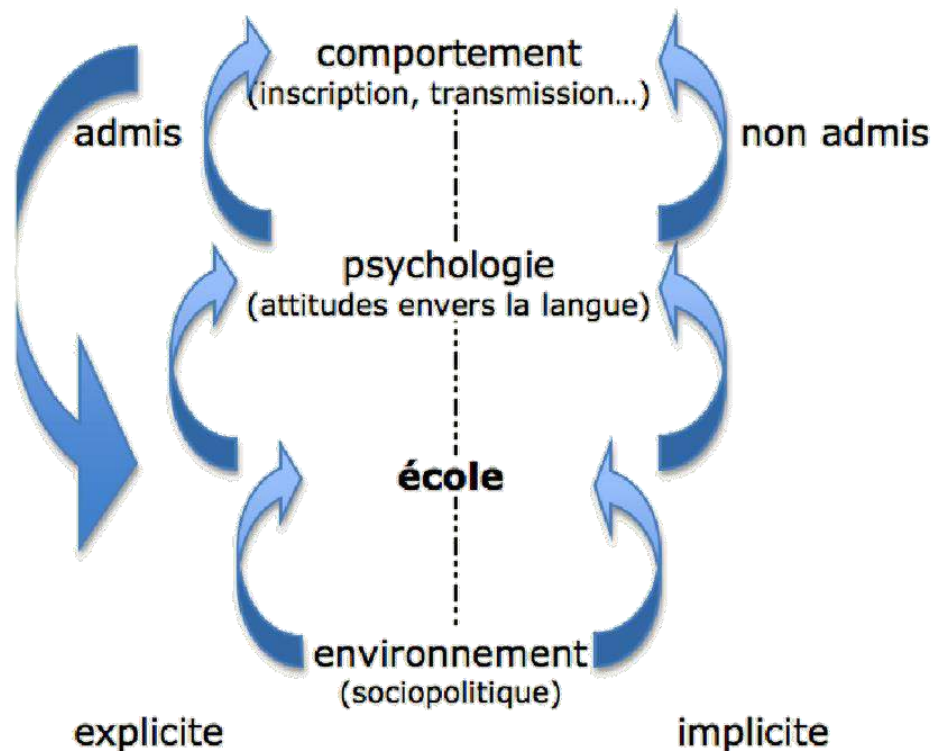 comportement
(inscription, transmission...)
admis
non admis
psychologie
(attitudes envers la langue)
école
environnement
(sociopolitique)
explicite
implicite